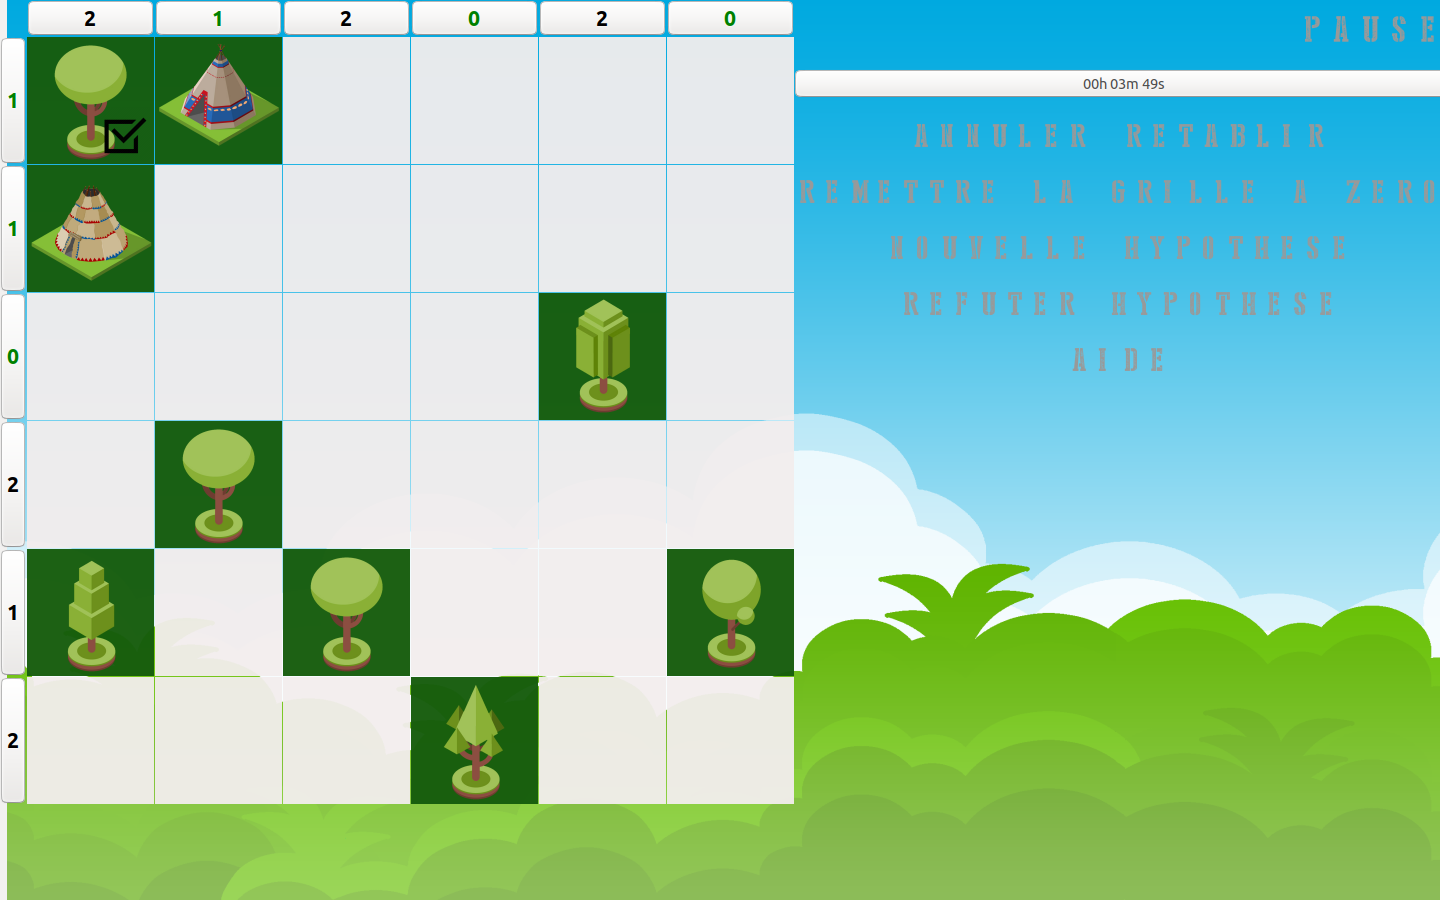 2 1 2 0 2 0
PAUSE
1
00h 03m 49s
ANNULER RETABLIR
REMETTRE LA GRILLE A ZERO
1
NOUVELLE HYPOTHESE
REFUTER HYPOTHESE
0
AIDE
2
1
2